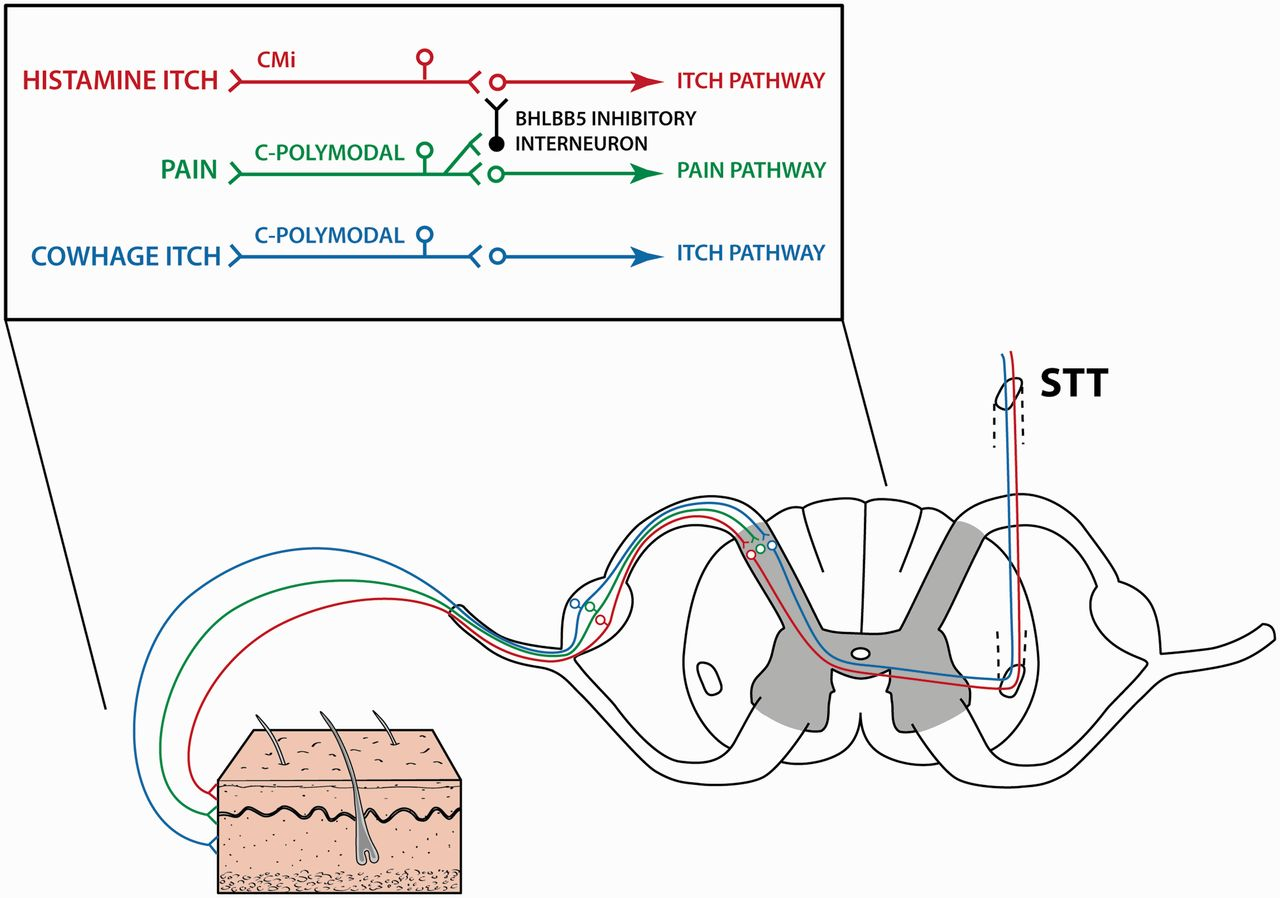 CMi
HISTAMINE ITCH
ITCH PATHWAY
BHLBB5 INHIBITORY
INTERNEURON
C-POLYMODAL
PAIN
PAIN PATHWAY
C-POLYMODAL
COWHAGE ITCH
ITCH PATHWAY
STT